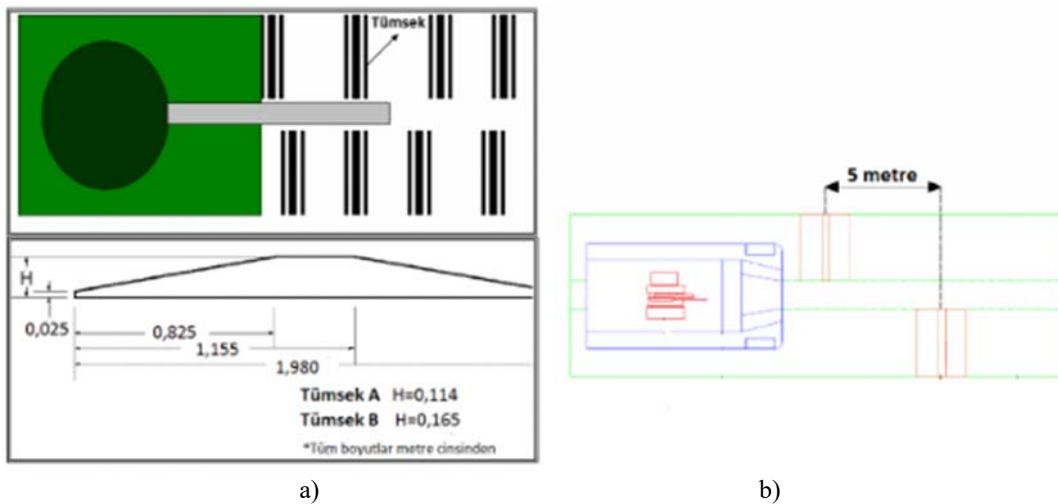 Tümsek
H
0,025
0,825
1,155
1,980
Tümsek A H=0,114
Tümsek B H=0,165
*Tüm boyutlar metre cinsinden
5 metre
a) b)